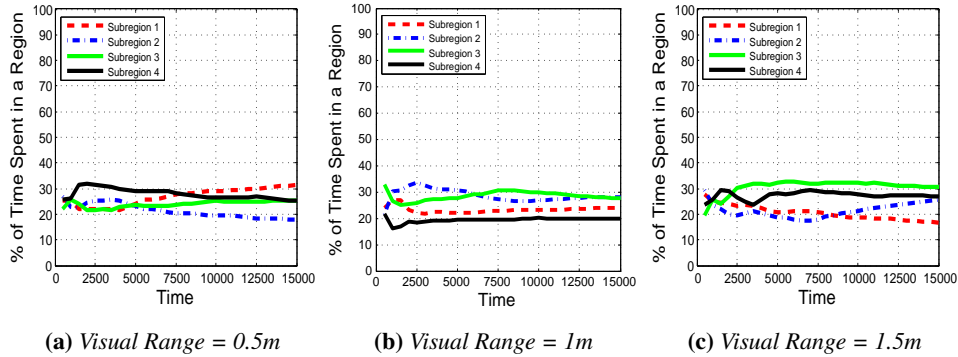 % of Time Spent in a Region
100
90
80
70
60
50
40
30
20
10
0
Subregion 1
Subregion 2
Subregion 3
Subregion 4
0 2500 5000 7500 10000 12500 15000
Time
(a) Visual Range = 0.5m
% of Time Spent in a Region
100
90
80
70
60
50
40
30
20
10
0
Subregion 1
Subregion 2
Subregion 3
Subregion 4
0 2500 5000 7500 10000 12500 15000
Time
(b) Visual Range = 1m
% of Time Spent in a Region
100
90
80
70
60
50
40
30
20
10
0
Subregion 1
Subregion 2
Subregion 3
Subregion 4
0 2500 5000 7500 10000 12500 15000
Time
(c) Visual Range = 1.5m